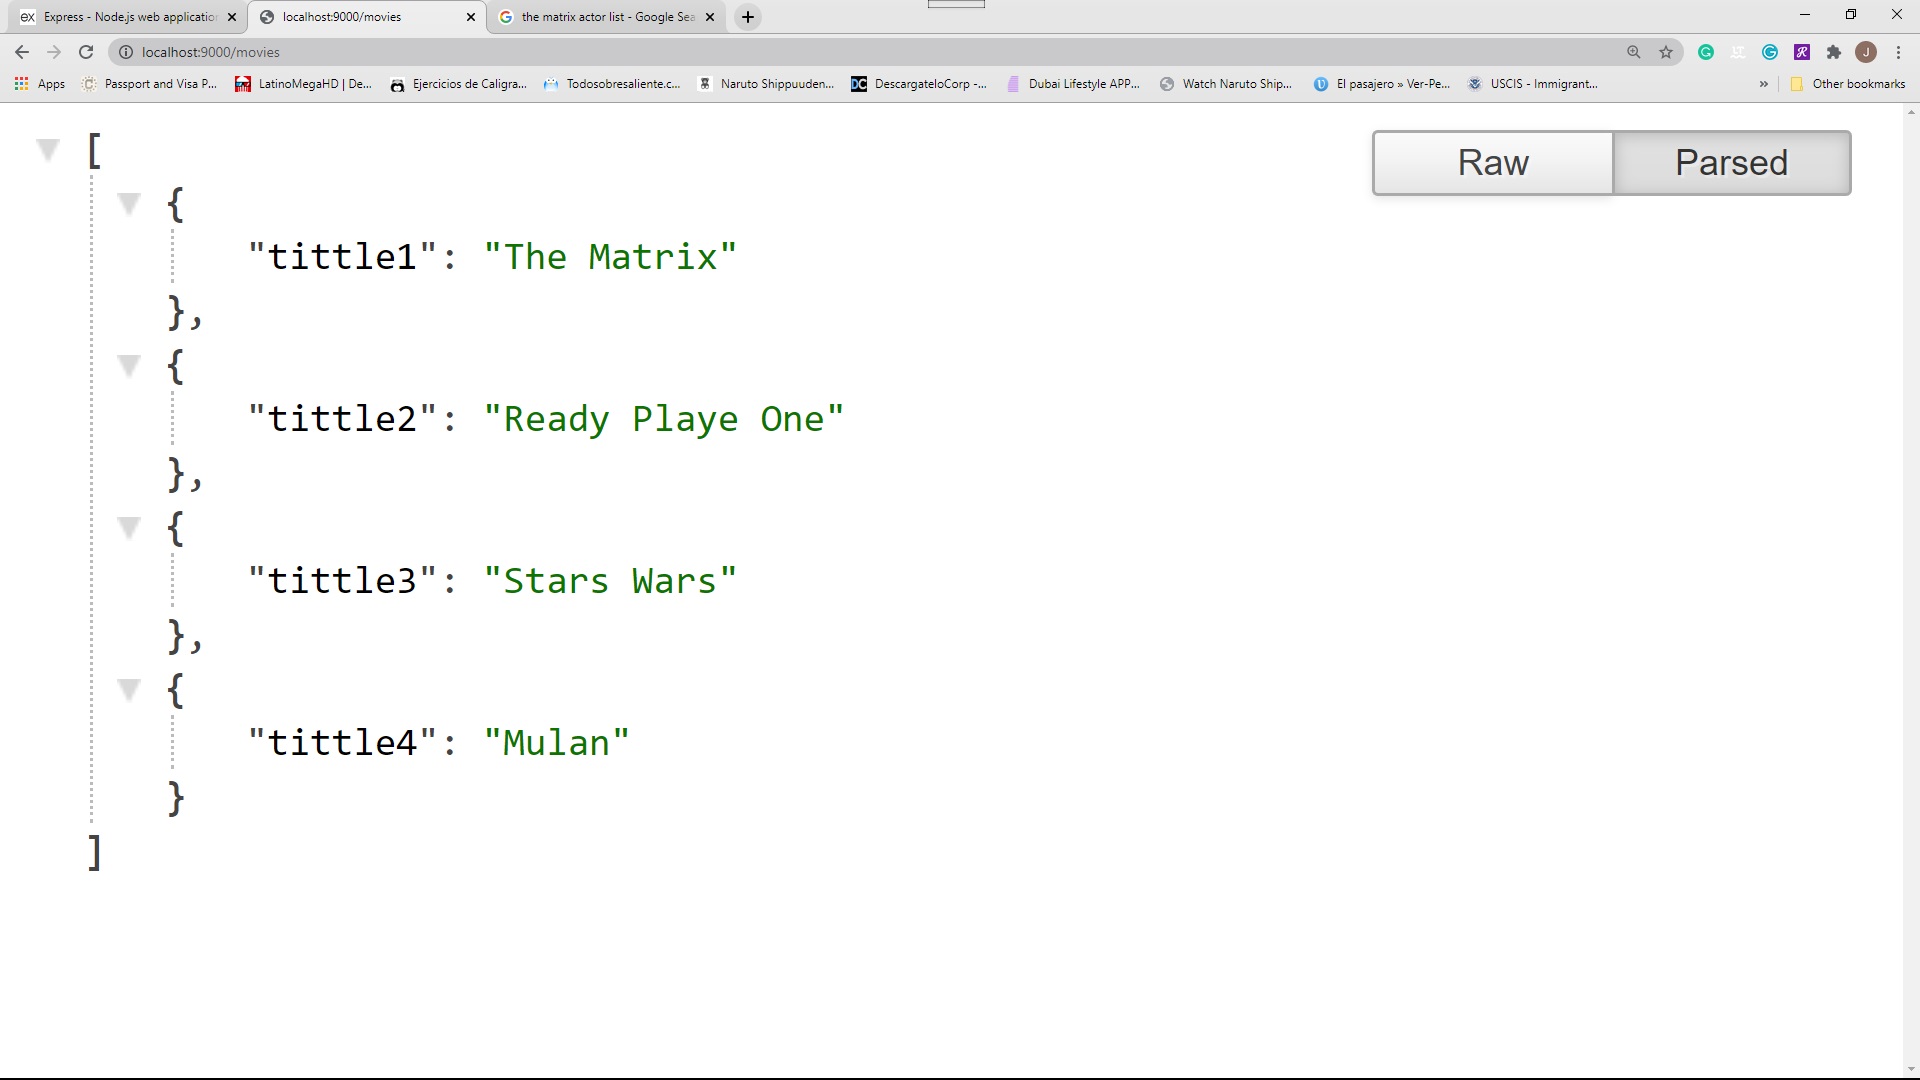 Express - Node.js web applicatio
localhost:9000/movies
the matrix actor list - Google Sea
localhost:9000/movies
Apps
Passport and Visa P...
LatinoMegaHD | De...
Ejercicios de Caligra...
Todosobresaliente.c...
Naruto Shippuuden...
DescargateloCorp -...
Dubai Lifestyle APP...
Watch Naruto Ship...
El pasajero » Ver-Pe...
USCIS - Immigrant...
»
Other bookmarks
Raw
Parsed
[
{
"tittle1": "The Matrix"
},
{
"tittle2": "Ready Playe One"
},
{
"tittle3": "Stars Wars"
},
{
"tittle4": "Mulan"
}
]